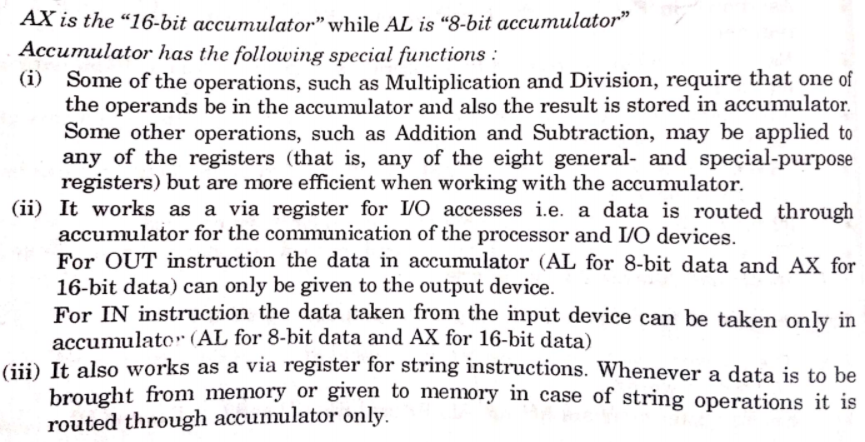 AX is the “16-bit accumulator” while AL is “8-bit accumulator”
Accumulator has the following special functions :
(i) Some of the operations, such as Multiplication and Division, require that one of
the operands be in the accumulator and also the result is stored in accumulator.
Some other operations, such as Addition and Subtraction, may be applied to
any of the registers (that is, any of the eight general- and special-purpose
registers) but are more efficient when working with the accumulator.
(ii) It works as a via register for I/O accesses i.e. a data is routed through
accumulator for the communication of the processor and I/O devices.
For OUT instruction the data in accumulator (AL for 8-bit data and AX for
16-bit data) can only be given to the output device.
For IN instruction the data taken from the input device can be taken only in
accumulator (AL for 8-bit data and AX for 16-bit data)
(iii) It also works as a via register for string instructions. Whenever a data is to be
brought from memory or given to memory in case of string operations it is
routed through accumulator only.